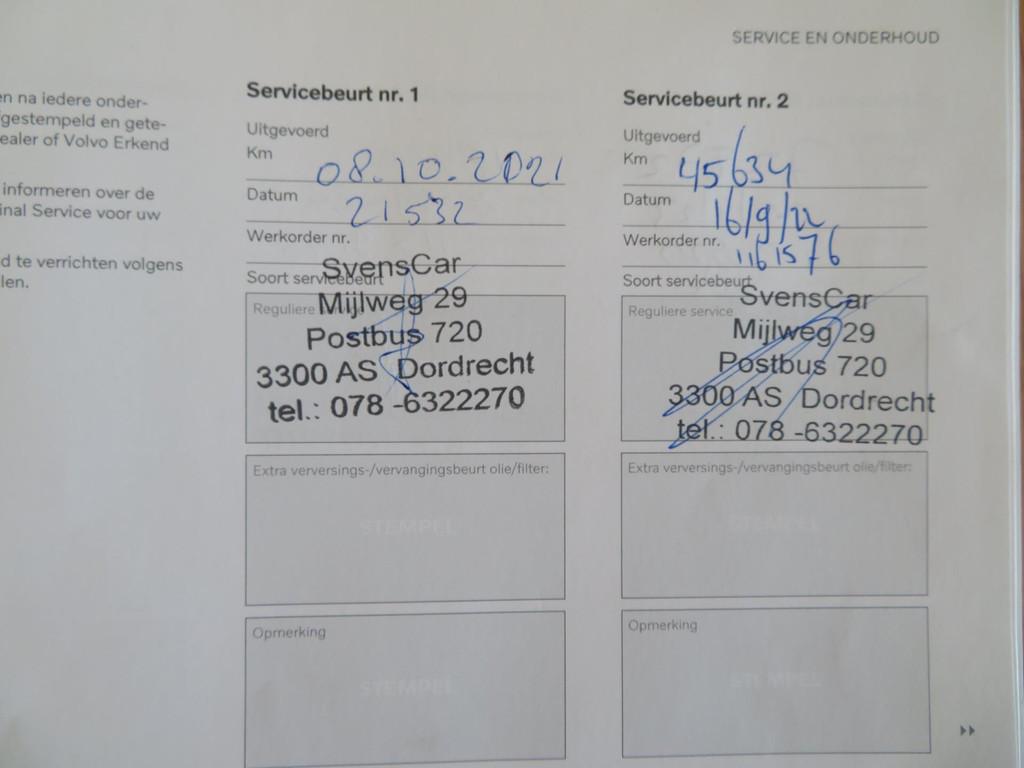 SERVICE EN ONDERHOUD
en na iedere onder-
gestempeld en gete-
ealer of Volvo Erkend
informeren over de
inal Service voor uw
d te verrichten volgens
len.
Servicebeurt nr. 1
Uitgevoerd
Km 08.10.2021
Datum 21532
Werkorder nr.
Soort servicebeurt
Reguliere
SvensCar
Mijlweg 29
Postbus 720
3300 AS Dordrecht
tel.: 078 -6322270
Extra verversings-/vervangingsbeurt olie/filter:
STEMPEL
Opmerking
STEMPEL
Servicebeurt nr. 2
Uitgevoerd
Km 45634
Datum 16/9/22
Werkorder nr. 1161576
Soort servicebeurt
Reguliere service
SvensCar
Mijlweg 29
Postbus 720
3300 AS Dordrecht
tel.: 078 -6322270
Extra verversings-/vervangingsbeurt olie/filter:
STEMPEL
Opmerking
STEMPEL